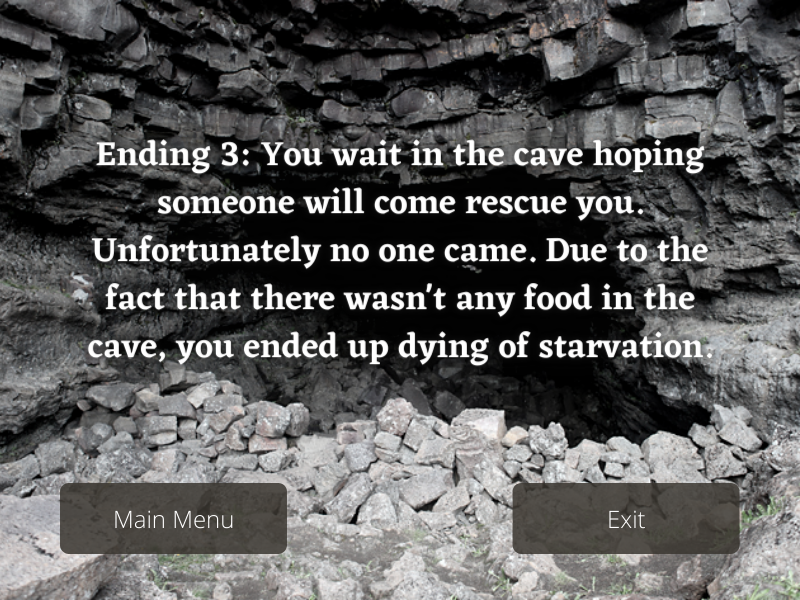 Ending 3: You wait in the cave hoping
someone will come rescue you.
Unfortunately no one came. Due to the
fact that there wasn't any food in the
cave, you ended up dying of starvation.
Main Menu
Exit